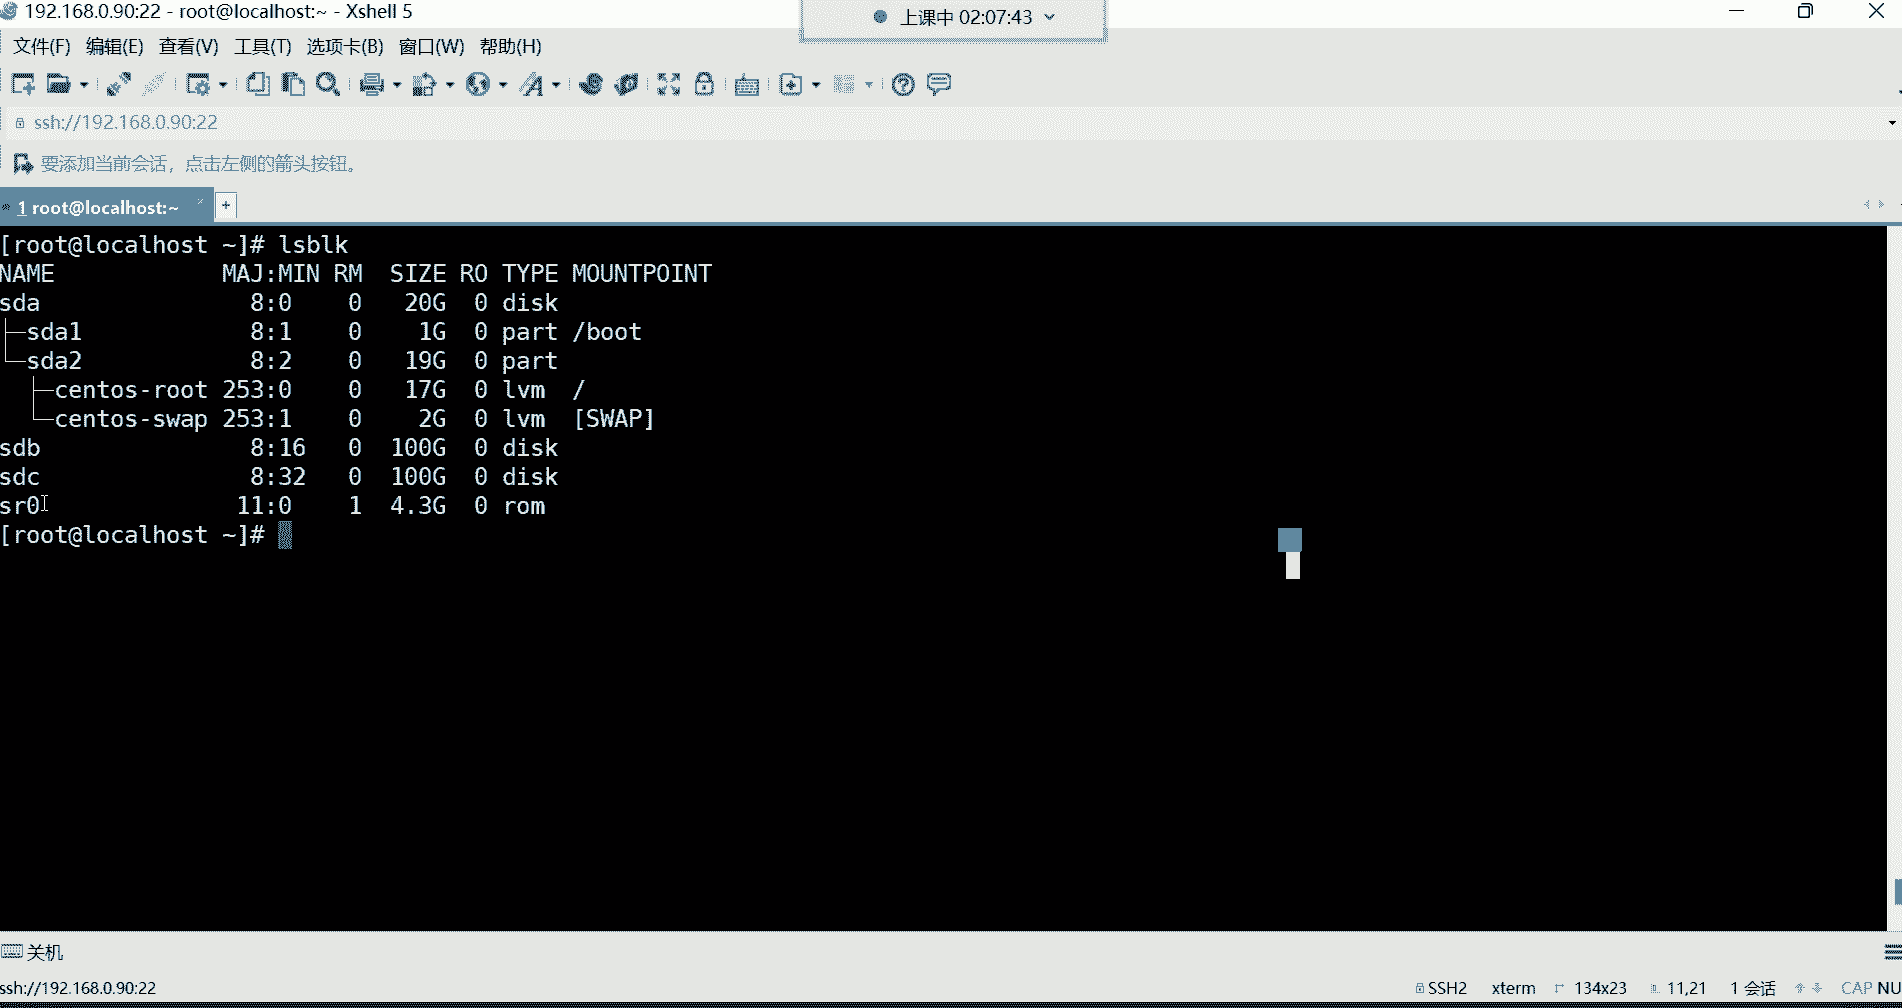 192.168.0.90:22 - root@localhost:~ - Xshell 5
上课中 02:07:43
文件(F) 编辑(E) 查看(V) 工具(T) 选项卡(B) 窗口(W) 帮助(H)
ssh://192.168.0.90:22
要添加当前会话，点击左侧的箭头按钮。
1 root@localhost:~
[root@localhost ~]# lsblk
NAME            MAJ:MIN RM  SIZE RO TYPE MOUNTPOINT
sda               8:0    0   20G  0 disk
├─sda1            8:1    0    1G  0 part /boot
└─sda2            8:2    0   19G  0 part
  ├─centos-root 253:0    0   17G  0 lvm  /
  └─centos-swap 253:1    0    2G  0 lvm  [SWAP]
sdb               8:16   0  100G  0 disk
sdc               8:32   0  100G  0 disk
sr0              11:0    1  4.3G  0 rom
[root@localhost ~]#
关机
ssh://192.168.0.90:22 SSH2 xterm 134x23 11,21 1 会话 CAP NU